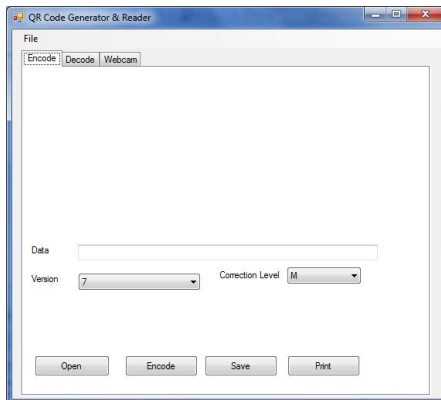 QR Code Generator & Reader
File
Encode Decode Webcam
Data
Version 7 Correction Level M
Open Encode Save Print